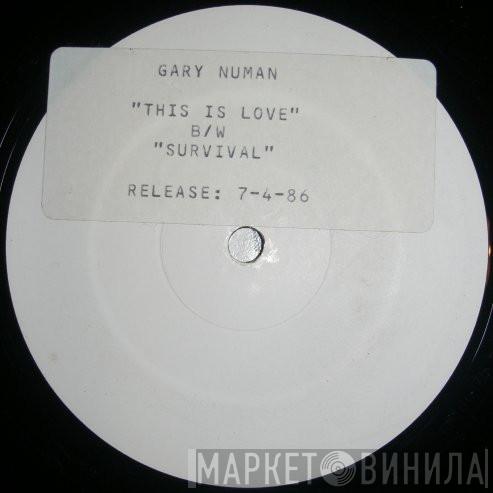 GARY NUMAN
"THIS IS LOVE"
B/W
"SURVIVAL"
RELEASE: 7-4-86
МАРКЕТ ВИНИЛА